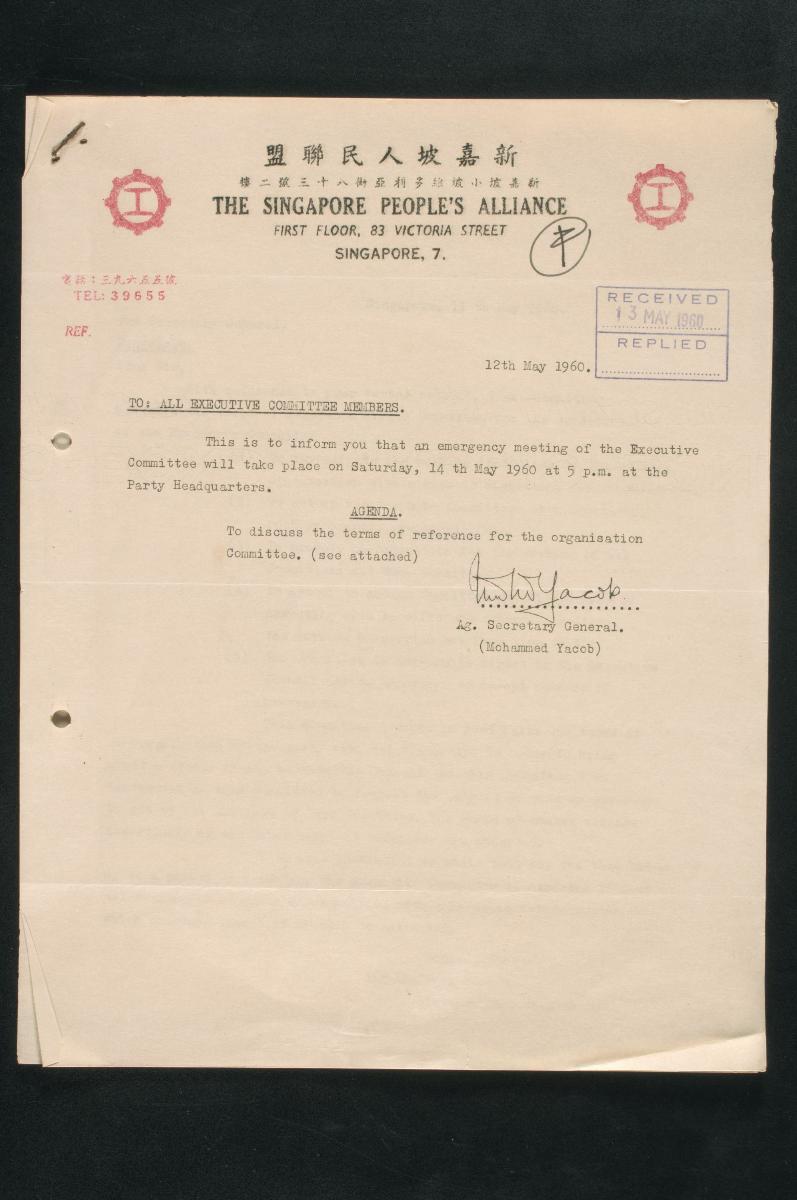 新嘉坡人民聯盟
新嘉坡小坡維多利亞街八十三號二樓
THE SINGAPORE PEOPLE'S ALLIANCE
FIRST FLOOR, 83 VICTORIA STREET
SINGAPORE, 7.
電話：三九六五五號
TEL: 39655
REF.
RECEIVED
13 MAY 1960
REPLIED
12th May 1960.
TO: ALL EXECUTIVE COMMITTEE MEMBERS.
This is to inform you that an emergency meeting of the Executive
Committee will take place on Saturday, 14 th May 1960 at 5 p.m. at the
Party Headquarters.
AGENDA.
To discuss the terms of reference for the organisation
Committee. (see attached)
Yacob
Ag. Secretary General.
(Mohammed Yacob)